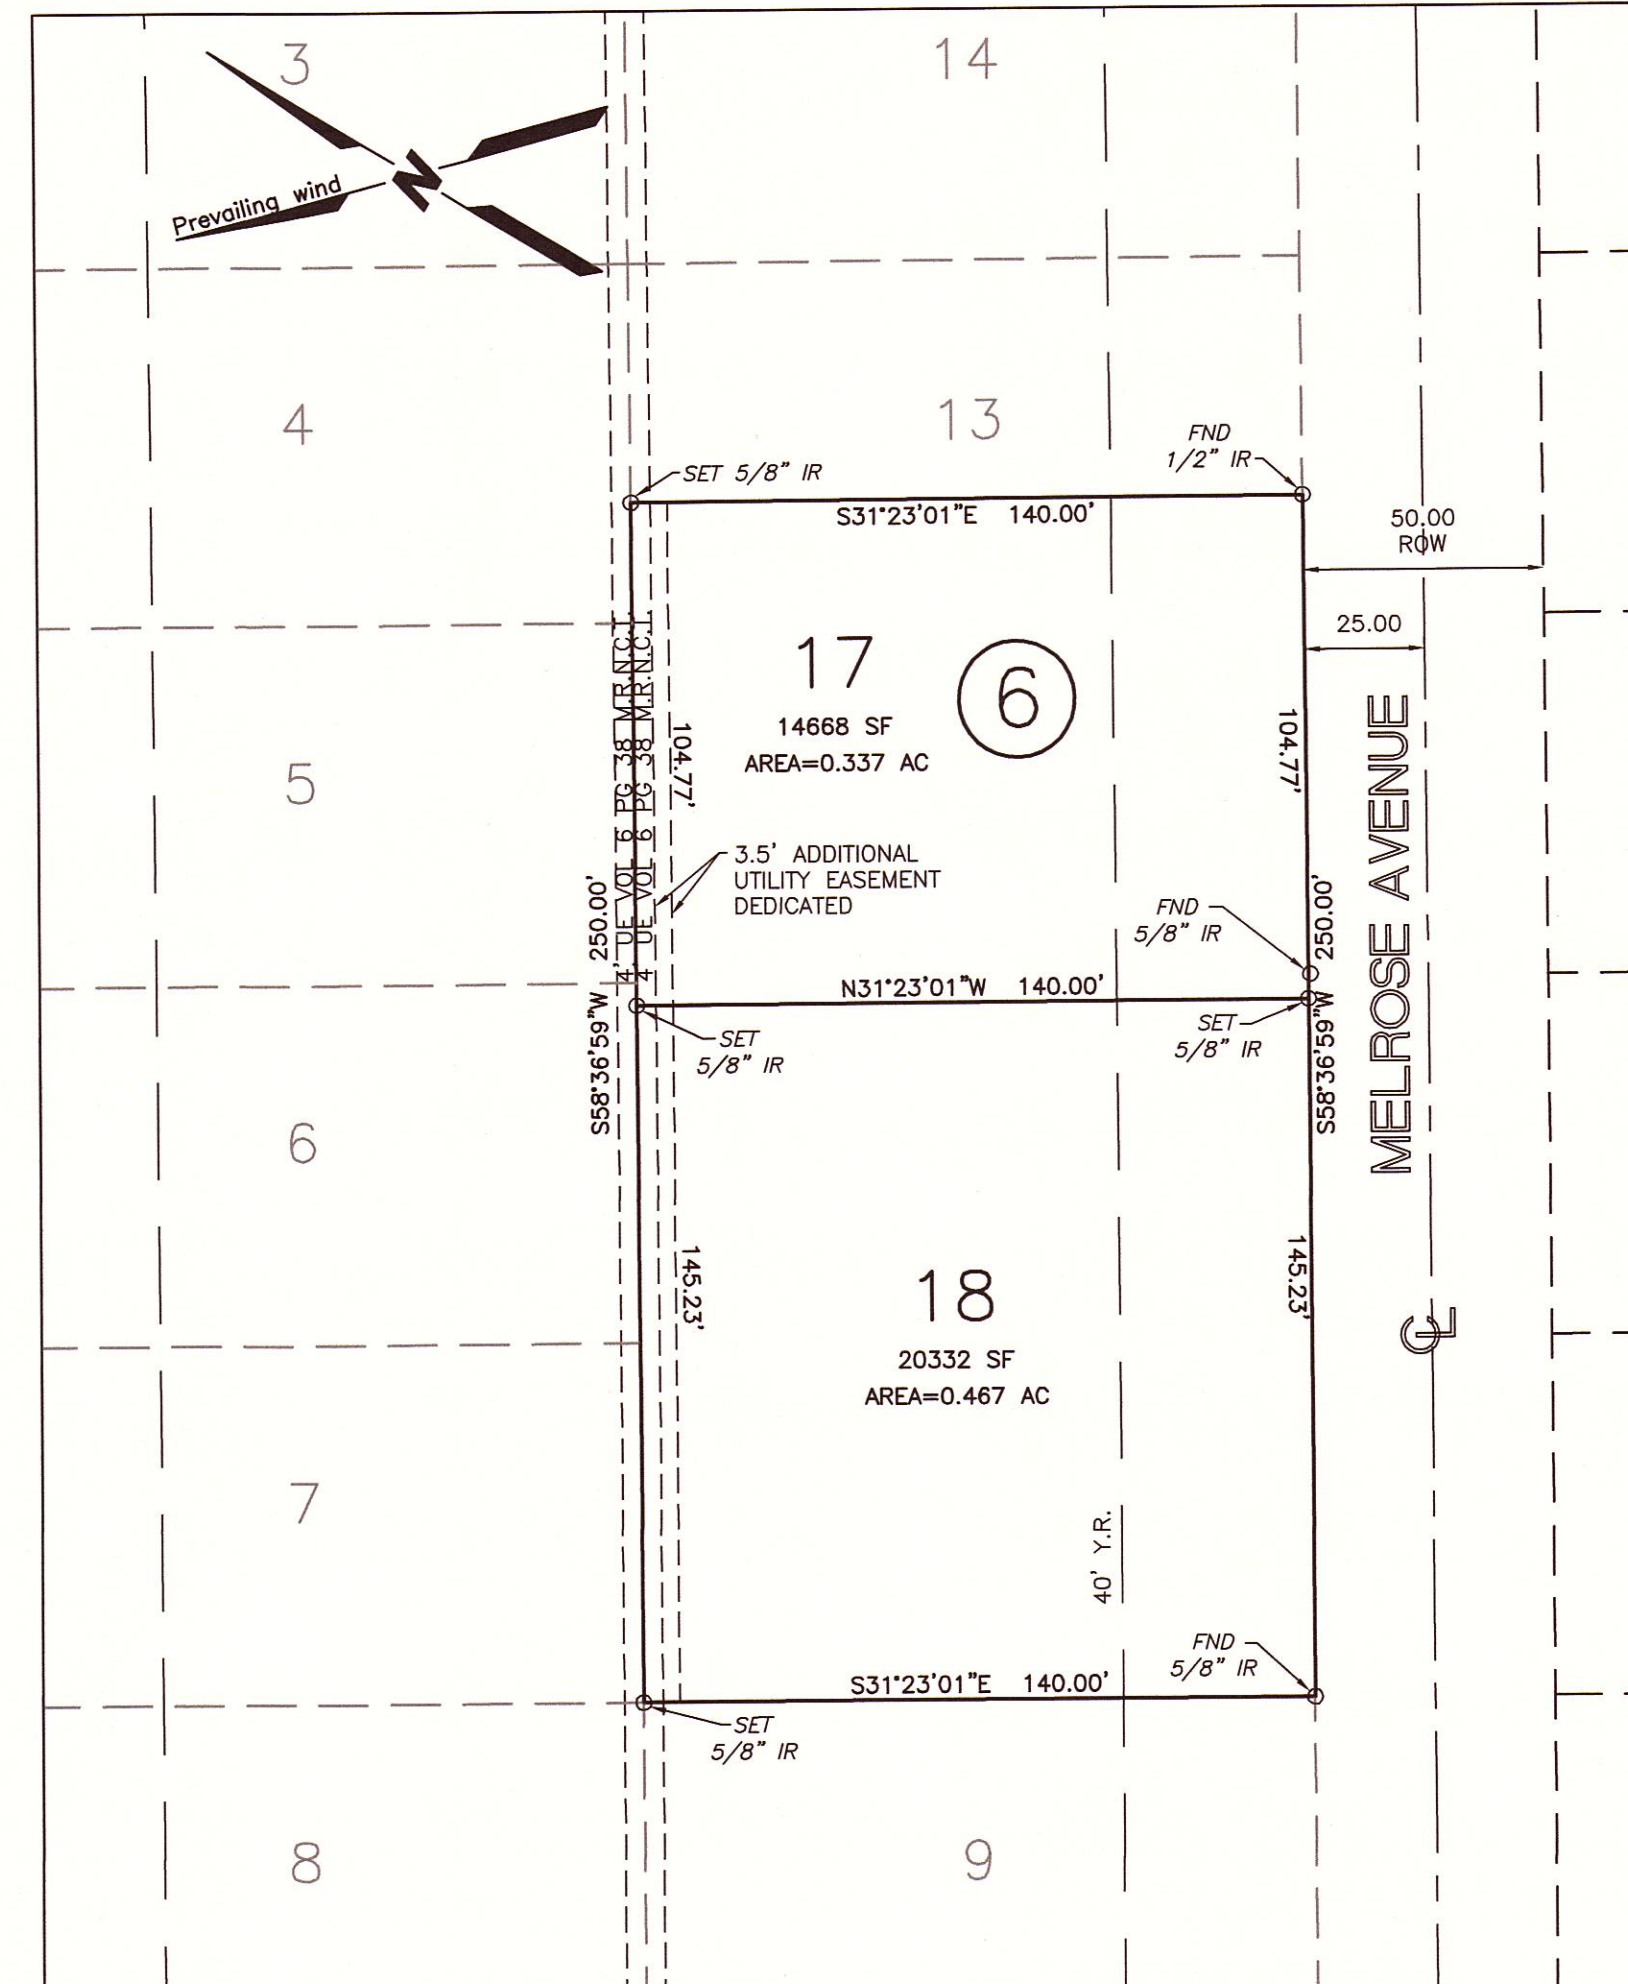 3
14
N
Prevailing wind
4
13
FND
1/2" IR
SET 5/8" IR
S31°23'01"E 140.00'
50.00
ROW
25.00
17
6
14668 SF
AREA=0.337 AC
104.77'
104.77'
5
4' UE VOL 6 PG 38 M.R.N.C.T.
4' UE VOL 6 PG 38 M.R.N.C.T.
3.5' ADDITIONAL
UTILITY EASEMENT
DEDICATED
MELROSE AVENUE
FND
5/8" IR
S58°36'59"W 250.00'
S58°36'59"W 250.00'
N31°23'01"W 140.00'
SET
5/8" IR
SET
5/8" IR
6
145.23'
145.23'
18
20332 SF
AREA=0.467 AC
CL
7
40' Y.R.
FND
5/8" IR
S31°23'01"E 140.00'
SET
5/8" IR
8
9